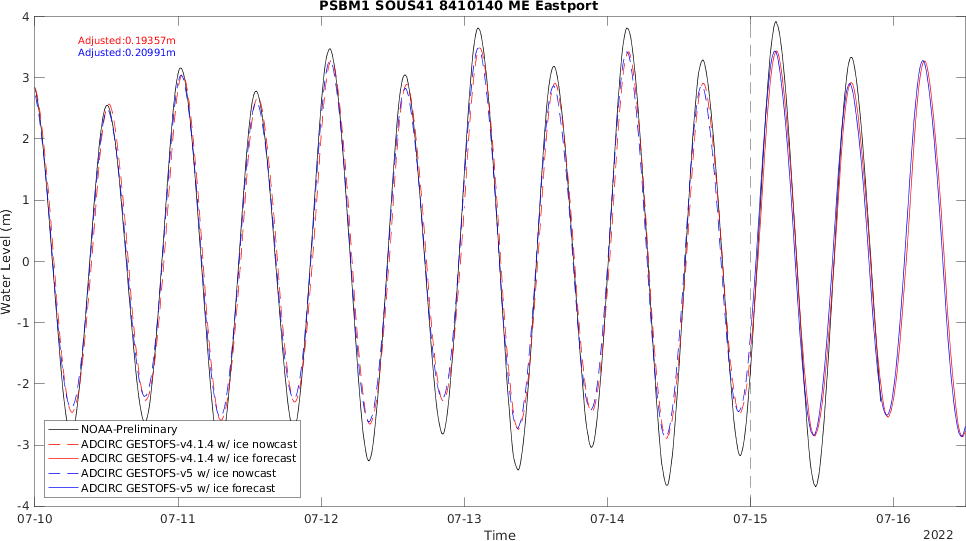 PSBM1 SOUS41 8410140 ME Eastport
Adjusted:0.19357m
Adjusted:0.20991m
Water Level (m)
4
3
2
1
0
-1
-2
-3
-4
NOAA-Preliminary
ADCIRC GESTOFS-v4.1.4 w/ ice nowcast
ADCIRC GESTOFS-v4.1.4 w/ ice forecast
ADCIRC GESTOFS-v5 w/ ice nowcast
ADCIRC GESTOFS-v5 w/ ice forecast
07-10 07-11 07-12 07-13 07-14 07-15 07-16
Time
2022